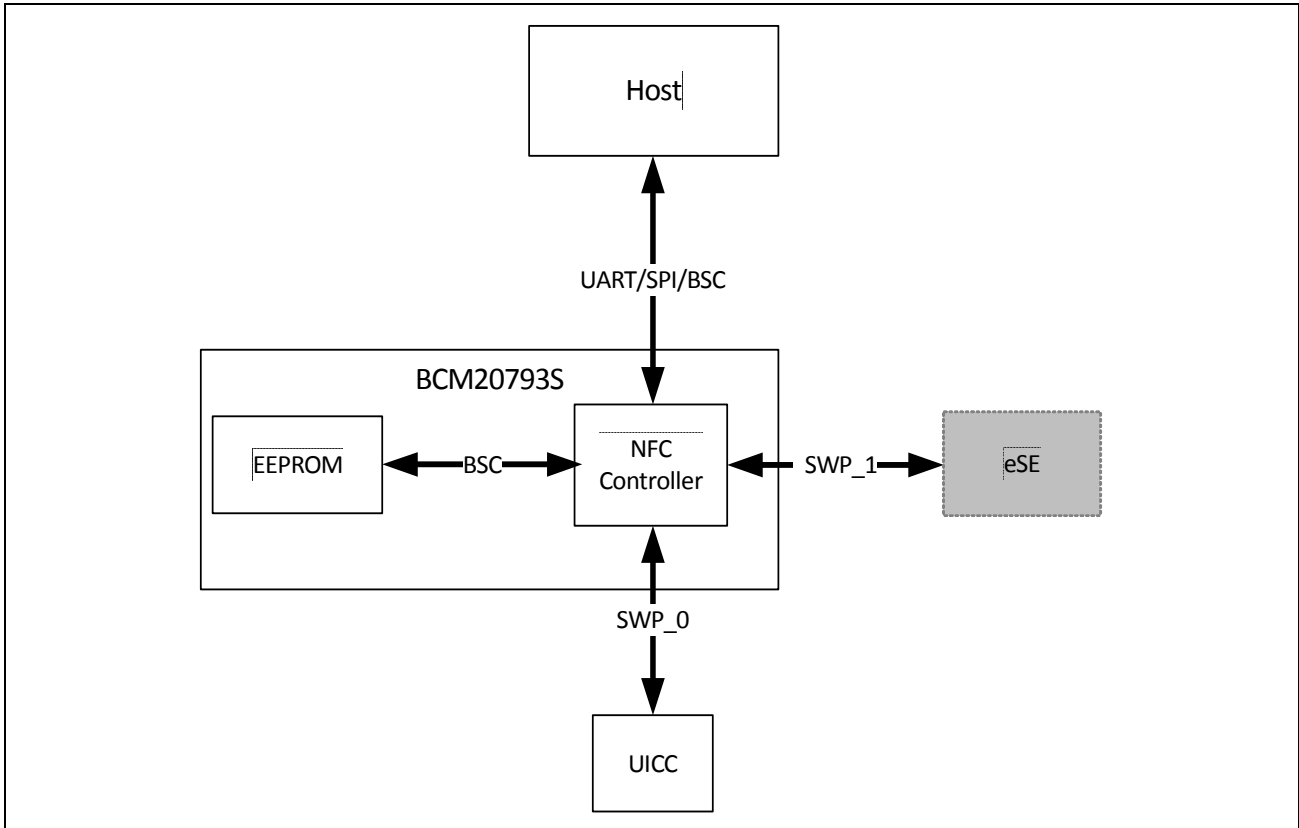 Host
UART/SPI/BSC
BCM20793S
EEPROM
BSC
NFC
Controller
SWP_1
eSE
SWP_0
UICC